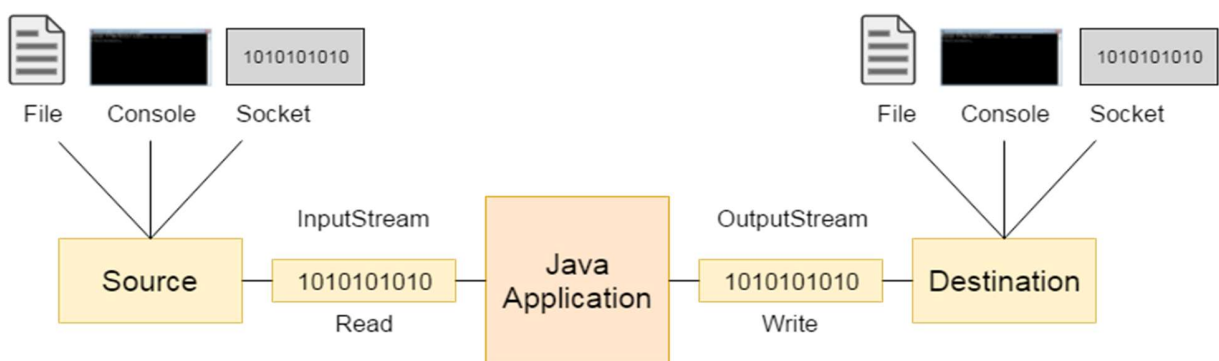 1010101010
1010101010
File Console Socket
File Console Socket
InputStream
OutputStream
Source
1010101010
Java
Application
1010101010
Destination
Read
Write